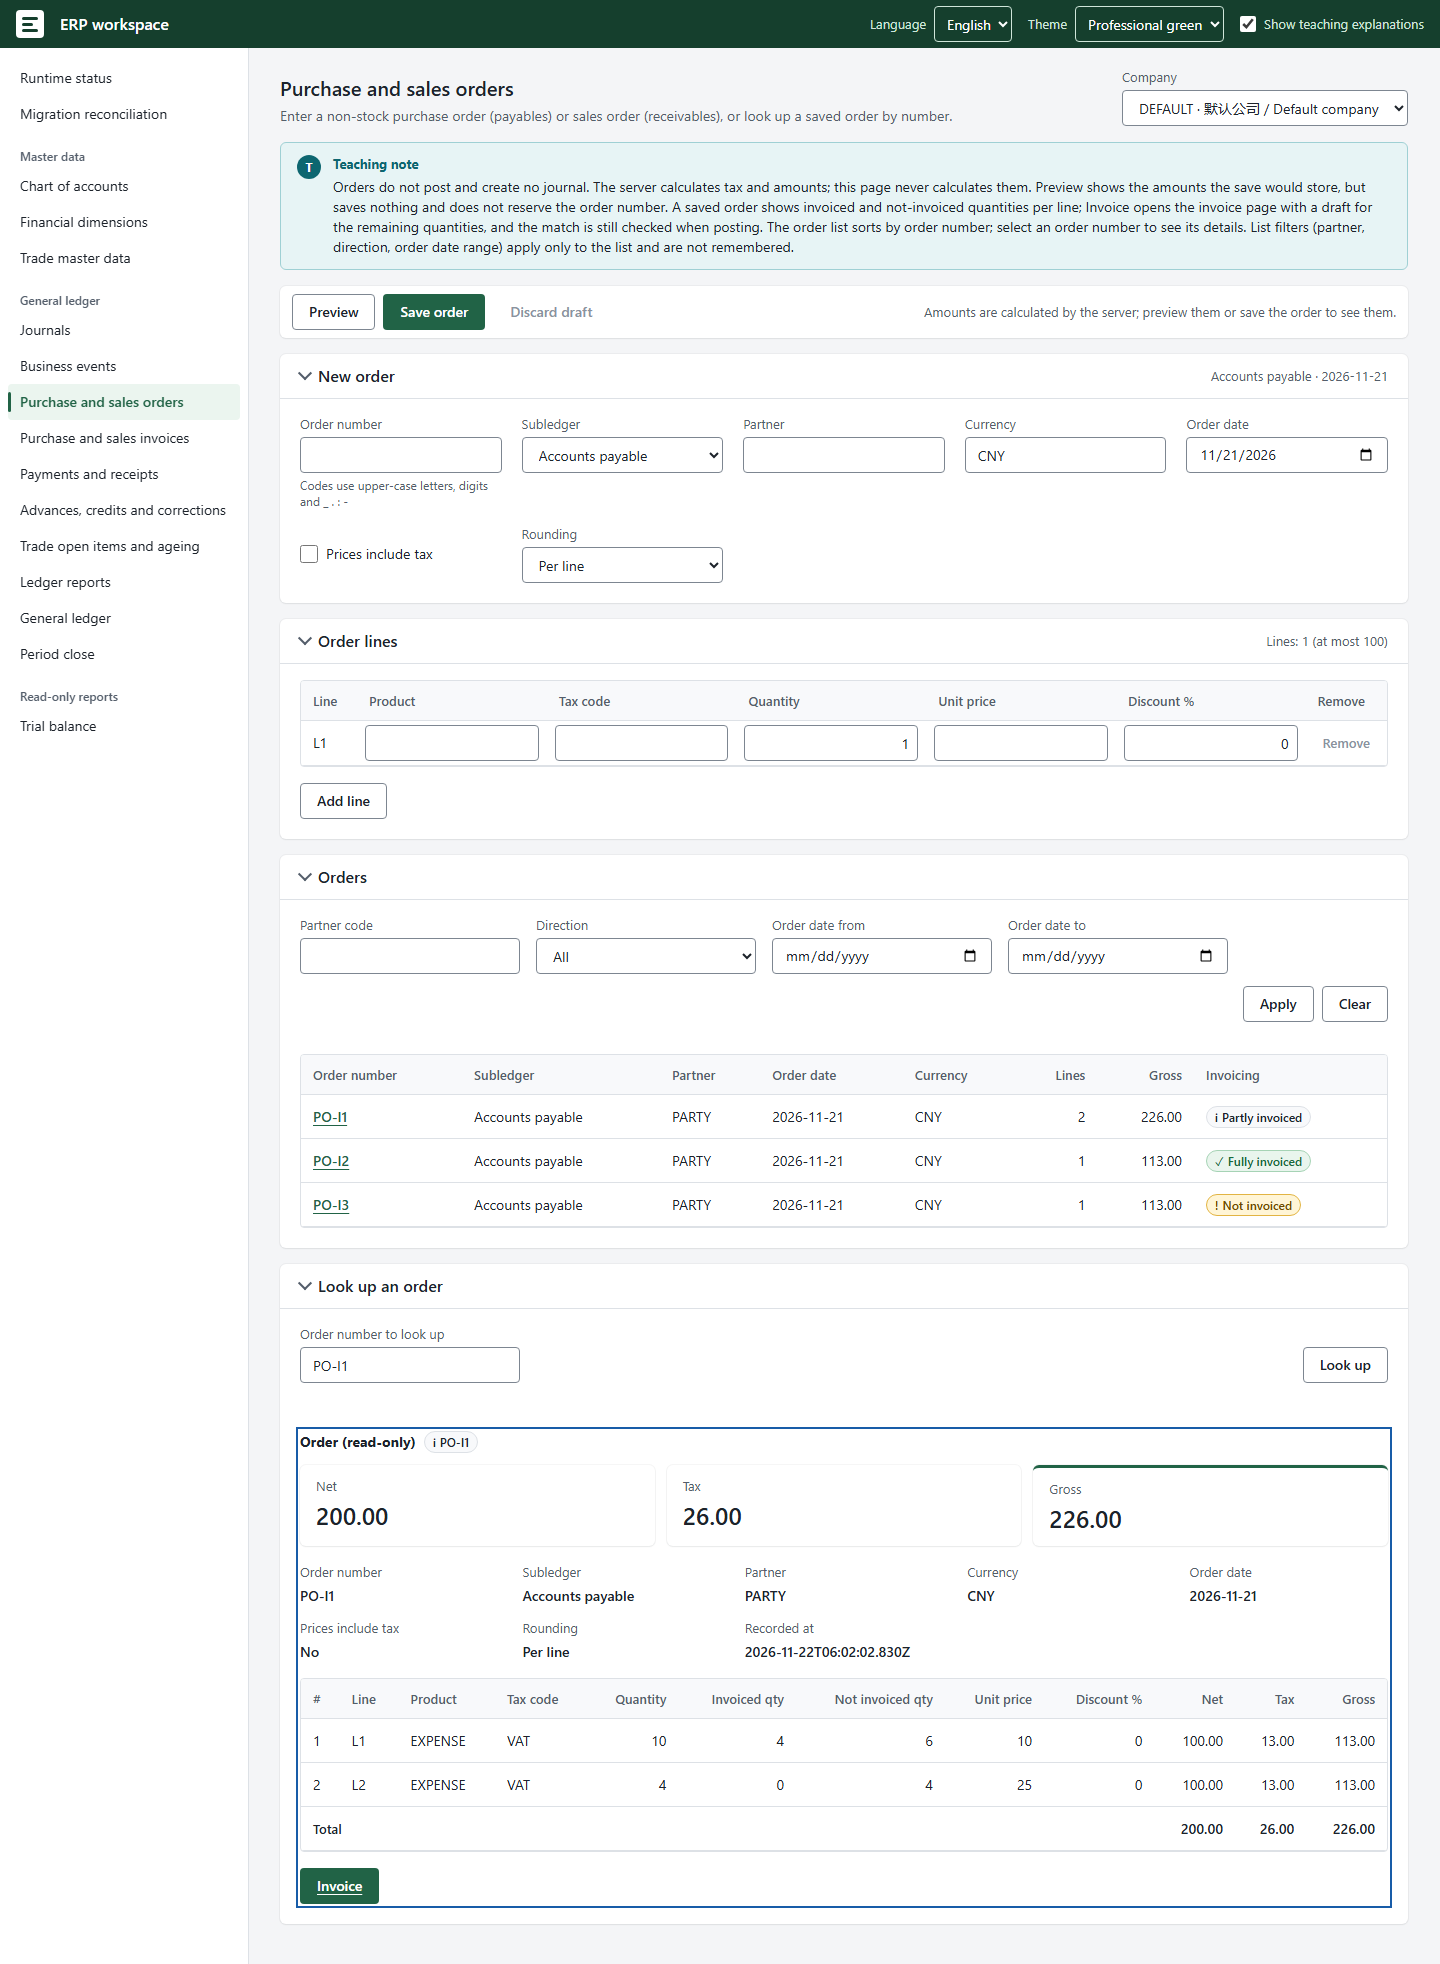 ERP workspace
Language English Theme Professional green Show teaching explanations
Runtime status
Migration reconciliation
Master data
Chart of accounts
Financial dimensions
Trade master data
General ledger
Journals
Business events
Purchase and sales orders
Purchase and sales invoices
Payments and receipts
Advances, credits and corrections
Trade open items and ageing
Ledger reports
General ledger
Period close
Read-only reports
Trial balance
Purchase and sales orders
Enter a non-stock purchase order (payables) or sales order (receivables), or look up a saved order by number.
Company
DEFAULT · 默认公司 / Default company
T Teaching note
Orders do not post and create no journal. The server calculates tax and amounts; this page never calculates them. Preview shows the amounts the save would store, but
saves nothing and does not reserve the order number. A saved order shows invoiced and not-invoiced quantities per line; Invoice opens the invoice page with a draft for
the remaining quantities, and the match is still checked when posting. The order list sorts by order number; select an order number to see its details. List filters (partner,
direction, order date range) apply only to the list and are not remembered.
Preview Save order Discard draft Amounts are calculated by the server; preview them or save the order to see them.
New order Accounts payable · 2026-11-21
Order number Subledger Partner Currency Order date
Accounts payable CNY 11/21/2026
Codes use upper-case letters, digits
and _ . : -
Rounding
Prices include tax Per line
Order lines Lines: 1 (at most 100)
Line Product Tax code Quantity Unit price Discount % Remove
L1 1 0 Remove
Add line
Orders
Partner code Direction Order date from Order date to
All mm/dd/yyyy mm/dd/yyyy
Apply Clear
Order number Subledger Partner Order date Currency Lines Gross Invoicing
PO-I1 Accounts payable PARTY 2026-11-21 CNY 2 226.00 i Partly invoiced
PO-I2 Accounts payable PARTY 2026-11-21 CNY 1 113.00 ✓ Fully invoiced
PO-I3 Accounts payable PARTY 2026-11-21 CNY 1 113.00 ! Not invoiced
Look up an order
Order number to look up
PO-I1 Look up
Order (read-only) i PO-I1
Net Tax Gross
200.00 26.00 226.00
Order number Subledger Partner Currency Order date
PO-I1 Accounts payable PARTY CNY 2026-11-21
Prices include tax Rounding Recorded at
No Per line 2026-11-22T06:02:02.830Z
# Line Product Tax code Quantity Invoiced qty Not invoiced qty Unit price Discount % Net Tax Gross
1 L1 EXPENSE VAT 10 4 6 10 0 100.00 13.00 113.00
2 L2 EXPENSE VAT 4 0 4 25 0 100.00 13.00 113.00
Total 200.00 26.00 226.00
Invoice